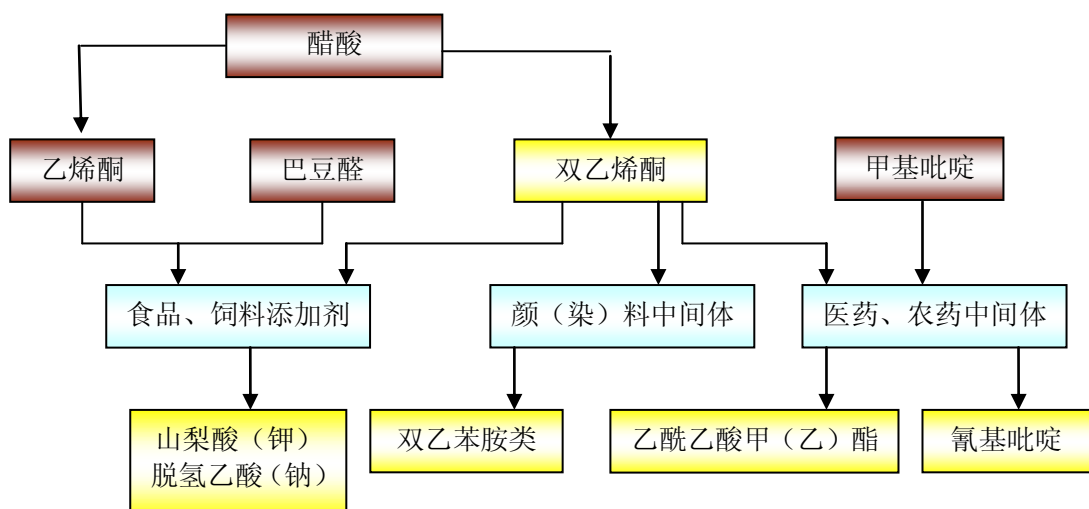 醋酸
乙烯酮
巴豆醛
双乙烯酮
甲基吡啶
食品、饲料添加剂
颜（染）料中间体
医药、农药中间体
山梨酸（钾）
脱氢乙酸（钠）
双乙苯胺类
乙酰乙酸甲（乙）酯
氰基吡啶